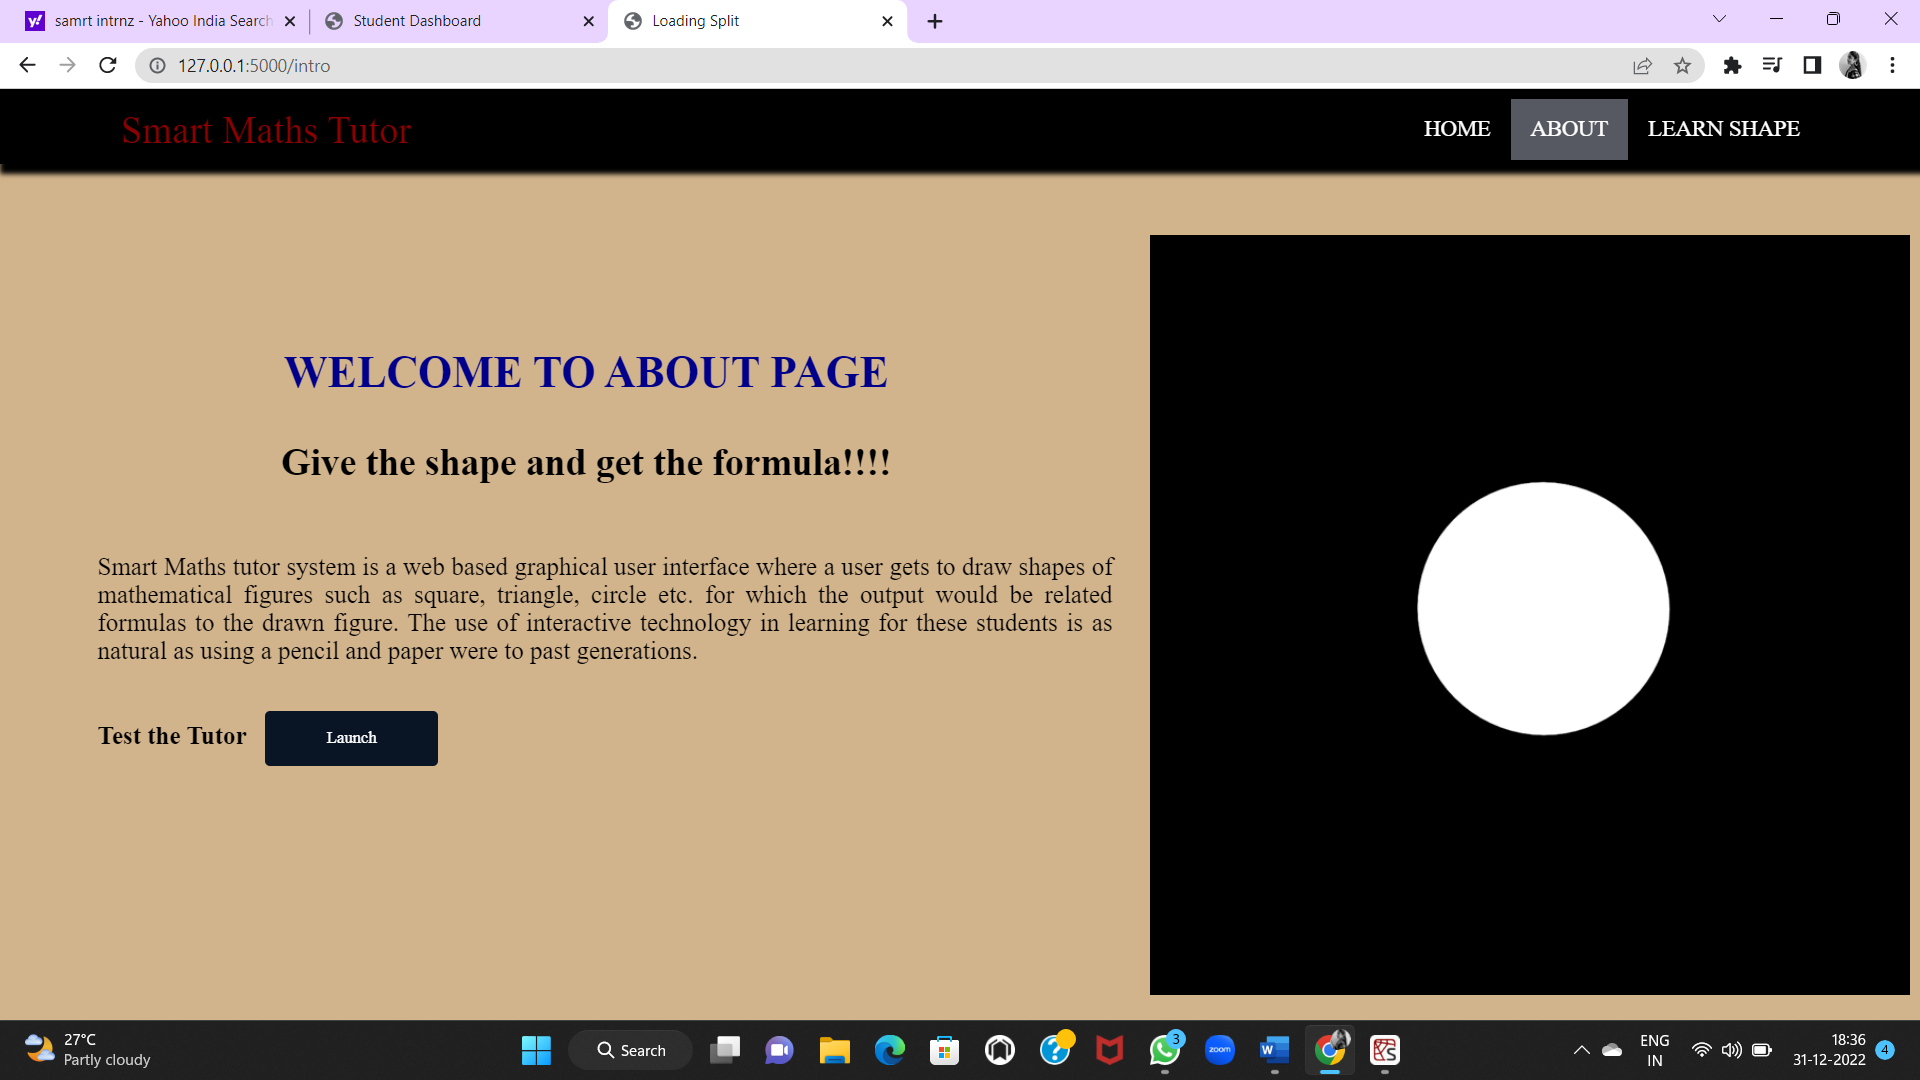 samrt intrnz - Yahoo India Search
Student Dashboard
Loading Split
127.0.0.1:5000/intro
Smart Maths Tutor
HOME
ABOUT
LEARN SHAPE
WELCOME TO ABOUT PAGE
Give the shape and get the formula!!!!
Smart Maths tutor system is a web based graphical user interface where a user gets to draw shapes of
mathematical figures such as square, triangle, circle etc. for which the output would be related
formulas to the drawn figure. The use of interactive technology in learning for these students is as
natural as using a pencil and paper were to past generations.
Test the Tutor
Launch
27°C
Partly cloudy
Search
3
zoom
W
ENG
IN
18:36
31-12-2022
4